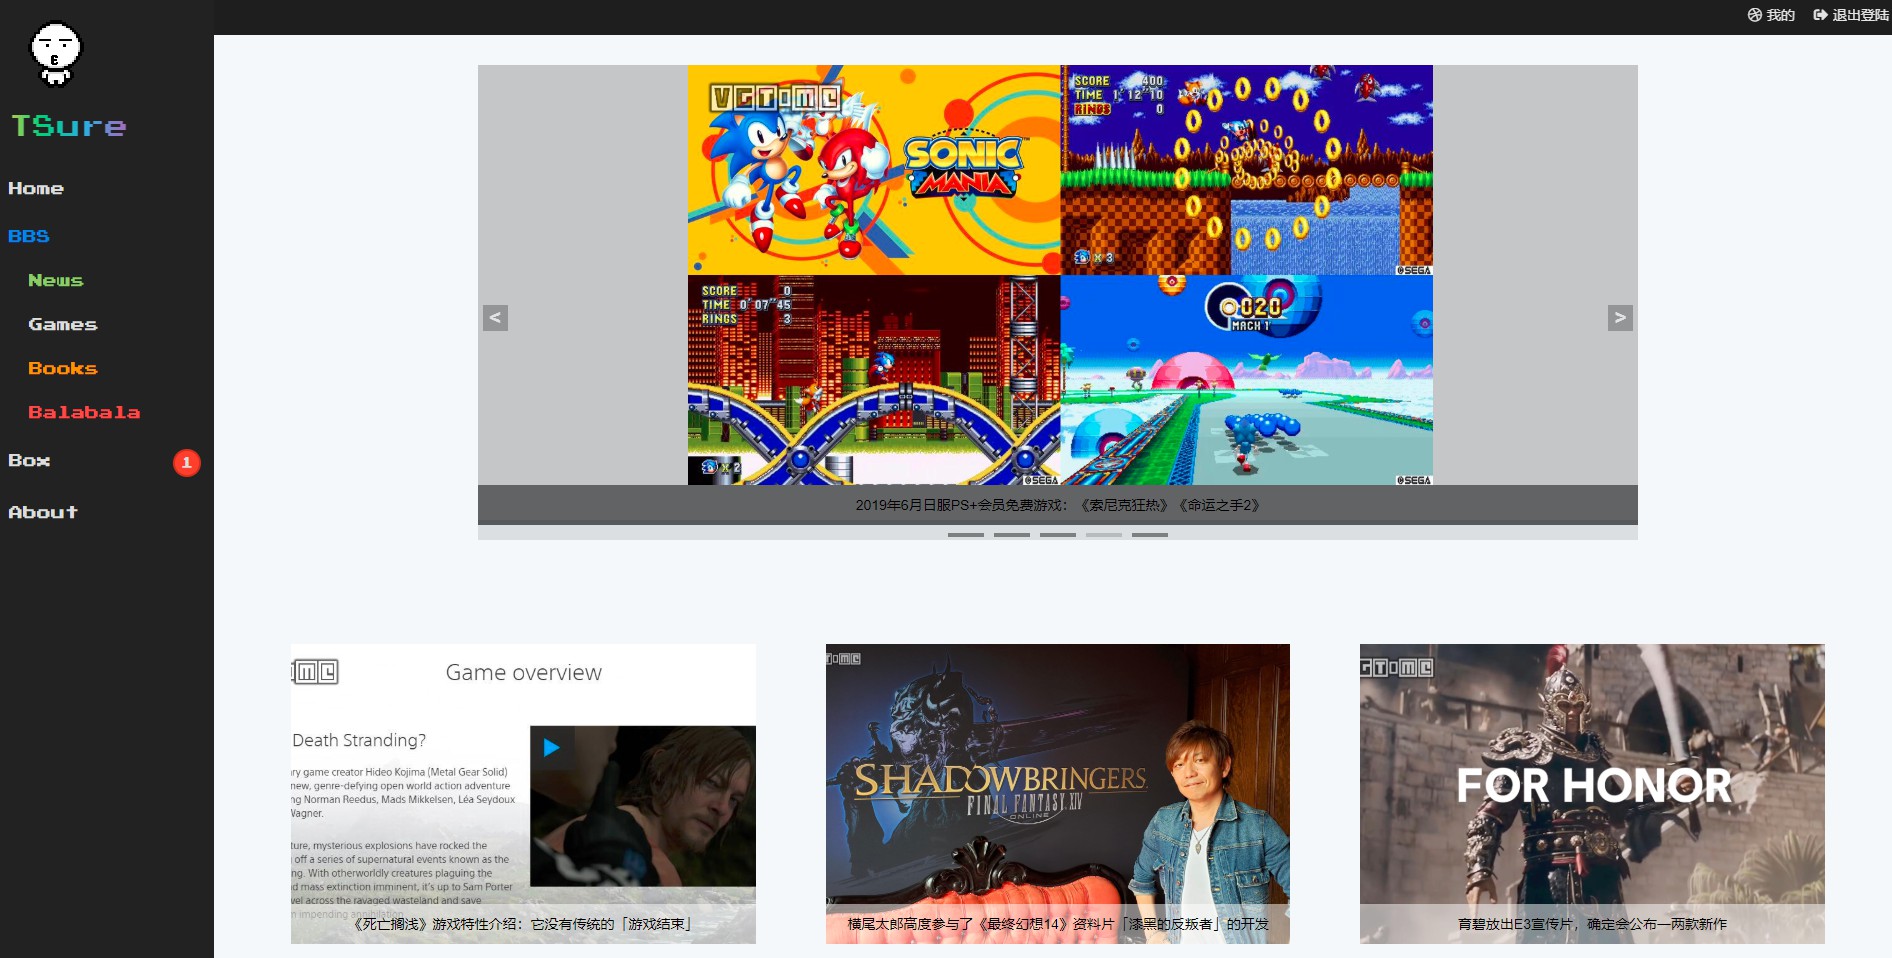 我的
退出登陆
TSure
Home
BBS
News
Games
Books
Balabala
Box
1
About
VGTIME
SONIC
MANIA
SCORE 400
TIME 1'12"10
RINGS 0
x 3
©SEGA
SCORE 0
TIME 0'07"45
RINGS 3
x 2
©SEGA
020
MACH 1
©SEGA
<
>
2019年6月日服PS+会员免费游戏：《索尼克狂热》《命运之手2》
Game overview
Death Stranding?
ry game creator Hideo Kojima (Metal Gear Solid)
new, genre-defying open world action adventure
ng Norman Reedus, Mads Mikkelsen, Léa Seydoux
Wagner.
ture, mysterious explosions have rocked the
off a series of supernatural events known as the
ng. With otherworldly creatures plaguing the
d mass extinction imminent, it's up to Sam Porter
vel across the ravaged wasteland and save
impending annihilation
《死亡搁浅》游戏特性介绍：它没有传统的「游戏结束」
SHADOWBRINGERS
FINAL FANTASY XIV
ONLINE
横尾太郎高度参与了《最终幻想14》资料片「漆黑的反叛者」的开发
GTIME
FOR HONOR
育碧放出E3宣传片，确定会公布一两款新作